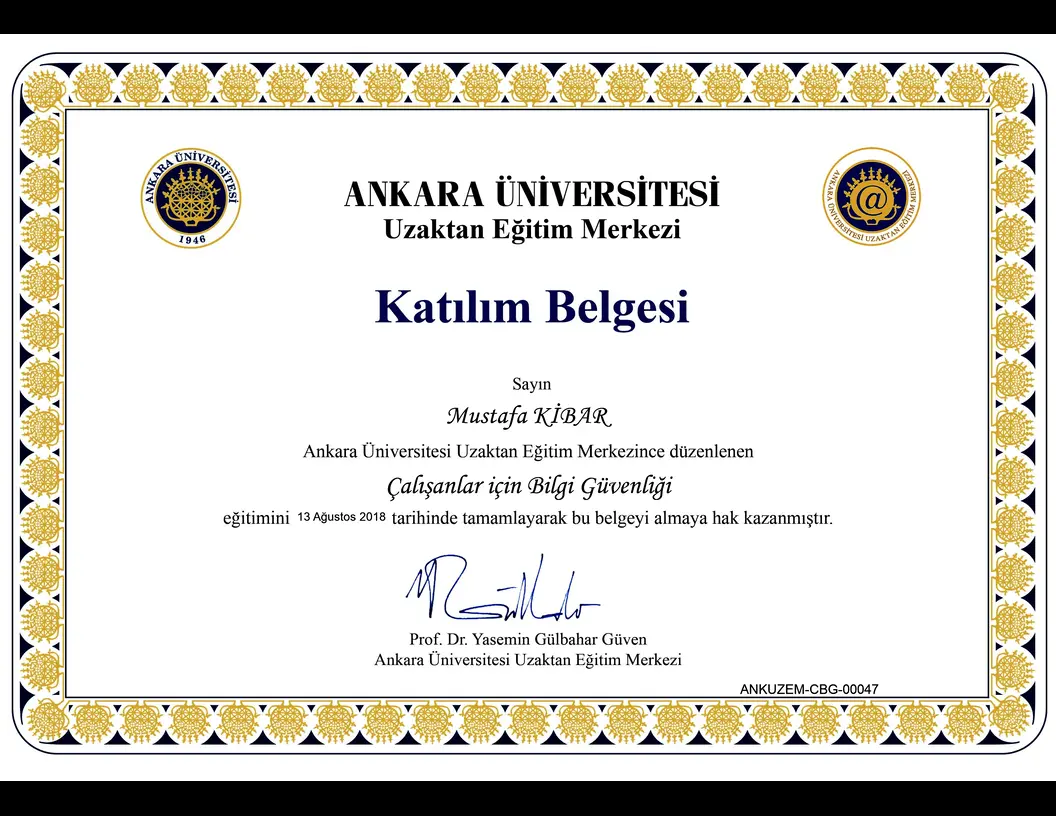 ANKARA ÜNİVERSİTESİ
1946
ANKARA ÜNİVERSİTESİ
Uzaktan Eğitim Merkezi
@
ANKARA ÜNİVERSİTESİ UZAKTAN EĞİTİM MERKEZİ
Katılım Belgesi
Sayın
Mustafa KİBAR
Ankara Üniversitesi Uzaktan Eğitim Merkezince düzenlenen
Çalışanlar için Bilgi Güvenliği
eğitimini 13 Ağustos 2018 tarihinde tamamlayarak bu belgeyi almaya hak kazanmıştır.
Prof. Dr. Yasemin Gülbahar Güven
Ankara Üniversitesi Uzaktan Eğitim Merkezi
ANKUZEM-CBG-00047